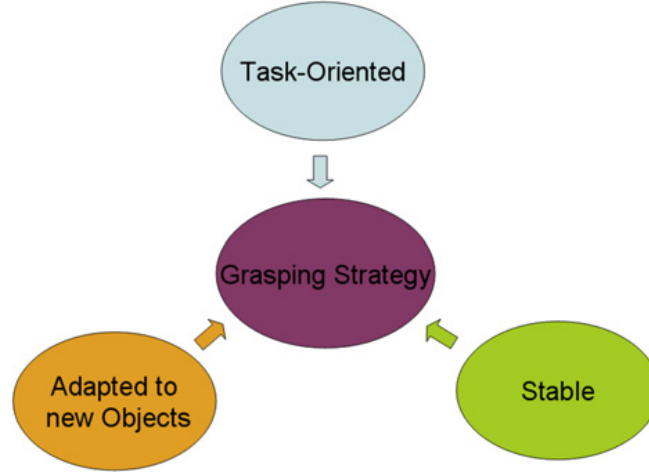 Task-Oriented
Grasping Strategy
Adapted to
new Objects
Stable